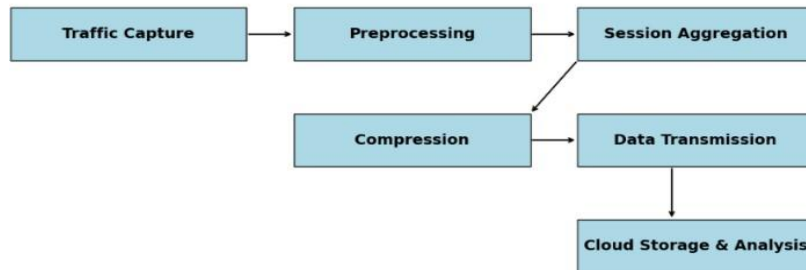 Traffic Capture
Preprocessing
Session Aggregation
Compression
Data Transmission
Cloud Storage & Analysis